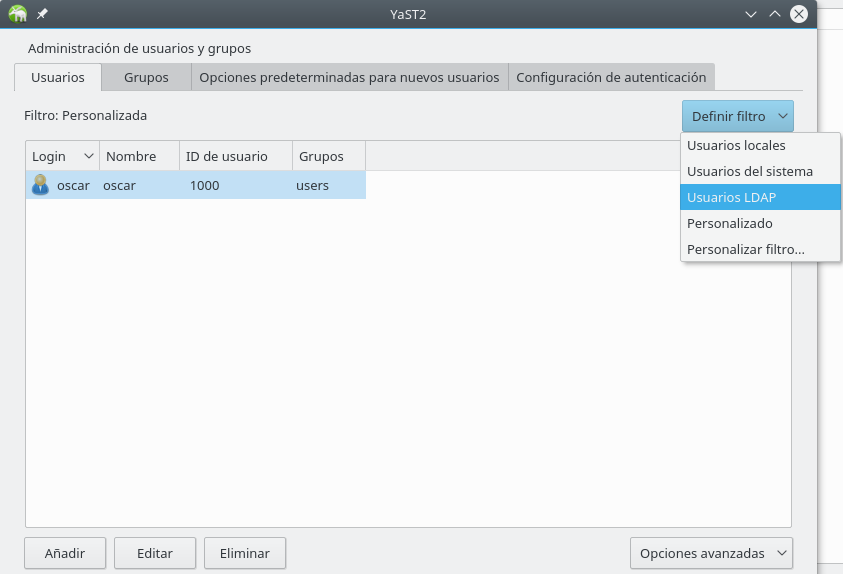 YaST2
Administración de usuarios y grupos
Usuarios Grupos Opciones predeterminadas para nuevos usuarios Configuración de autenticación
Filtro: Personalizada Definir filtro
Usuarios locales
Usuarios del sistema
Usuarios LDAP
Personalizado
Personalizar filtro...
Login Nombre ID de usuario Grupos
oscar oscar 1000 users
Añadir Editar Eliminar Opciones avanzadas